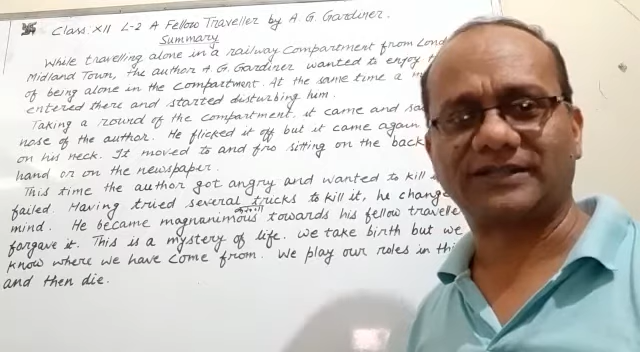 Class: XII L-2 A Fellow Traveller by A. G. Gardiner.
Summary
While travelling alone in a railway compartment from
Midland Town, the author A. G. Gardiner wanted to enjoy
of being alone in the compartment. At the same time a
entered there and started disturbing him.
Taking a round of the compartment, it came and
nose of the author. He flicked it off but it came again
on his neck. It moved to and fro sitting on the back
hand or on the newspaper.
This time the author got angry and wanted to kill
failed. Having tried several tricks to kill it, he
mind. He became magnanimous towards his fellow
forgave it. This is a mystery of life. We take birth but we
know where we have come from. We play our roles in
and then die.